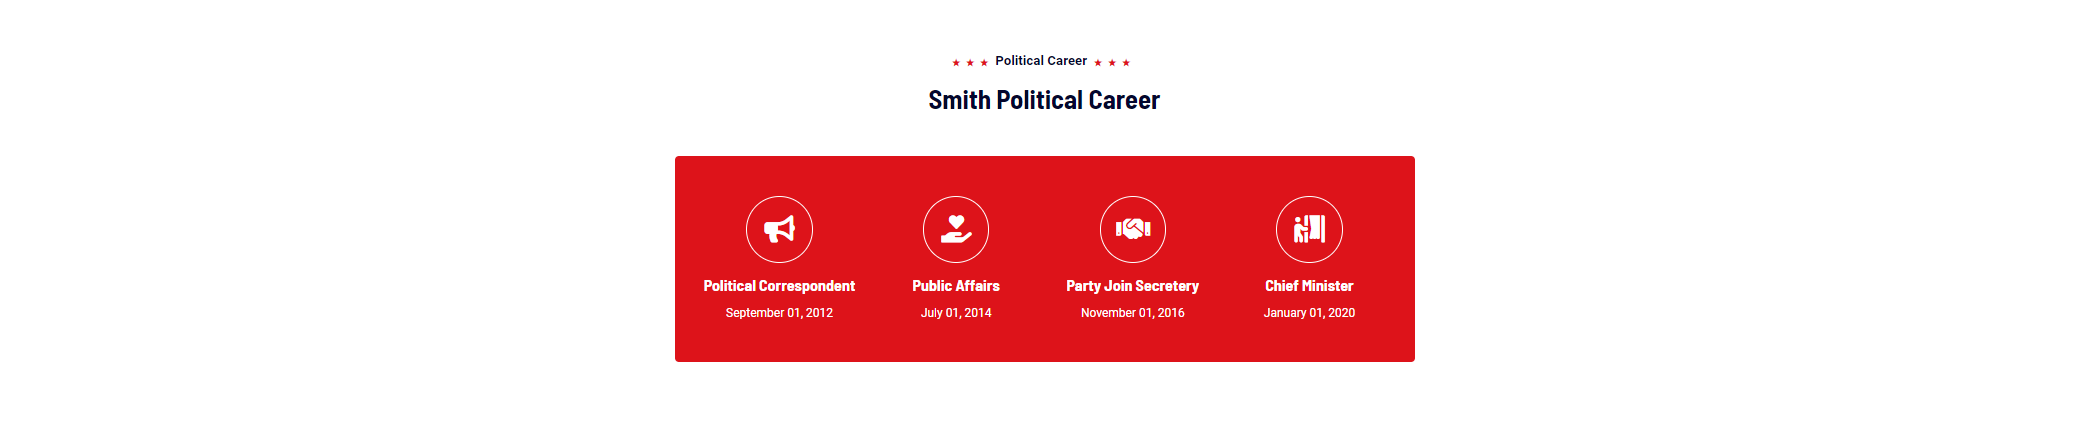 Political Career
Smith Political Career
Political Correspondent
September 01, 2012
Public Affairs
July 01, 2014
Party Join Secretery
November 01, 2016
Chief Minister
January 01, 2020